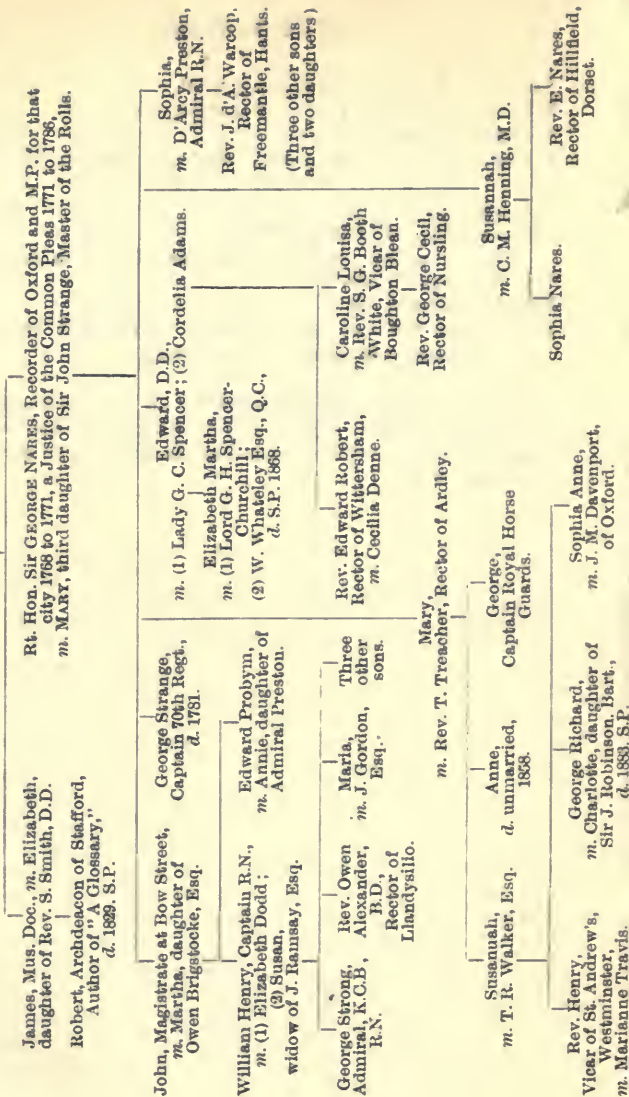 James, Mus. Doc., m. Elizabeth,
daughter of Rev. S. Smith, D.D.
Robert, Archdeacon of Stafford,
Author of "A Glossary,"
d. 1829. S.P.
Rt. Hon. Sir GEORGE NARES, Recorder of Oxford and M.P. for that
city 1768 to 1771, a Justice of the Common Pleas 1771 to 1786,
m. MARY, third daughter of Sir John Strange, Master of the Rolls.
John, Magistrate at Bow Street,
m. Martha, daughter of
Owen Brigstocke, Esq.
George Strange,
Captain 70th Regt.,
d. 1781.
Edward, D.D.,
m. (1) Lady G. C. Spencer; (2) Cordelia Adams.
Sophia,
m. D'Arcy Preston,
Admiral R.N.
Rev. J. d'A. Warcop.
Rector of
Freemantle, Hants.
(Three other sons
and two daughters)
William Henry, Captain R.N.,
m. (1) Elizabeth Dodd;
(2) Susan,
widow of J. Ramsay, Esq.
Edward Probym,
m. Annie, daughter of
Admiral Preston.
Elizabeth Martha,
m. (1) Lord G. H. Spencer-
Churchill;
(2) W. Whateley Esq., Q.C.,
d. S.P. 1868.
George Strong,
Admiral, K.C.B,
R.N.
Rev. Owen
Alexander,
B.D.,
Rector of
Llandysilio.
Maria,
m. J. Gordon,
Esq.
Three
other
sons.
Rev. Edward Robert,
Rector of Wittersham,
m. Cecilia Denne.
Caroline Louisa,
m. Rev. S. G. Booth
White, Vicar of
Boughton Blean.
Rev. George Cecil,
Rector of Nursling.
Mary,
m. Rev. T. Treacher, Rector of Ardley.
Susannah,
m. C. M. Henning, M.D.
Susanuah,
m. T. R. Walker, Esq.
Anne,
d. unmarried,
1858.
George,
Captain Royal Horse
Guards.
Sophia Nares.
Rev. E. Nares,
Rector of Hillfield,
Dorset.
Rev. Henry,
Vicar of St. Andrew's,
Westminster,
m. Marianne Travis.
George Richard,
m. Charlotte, daughter of
Sir J. Robinson. Bart.,
d. 1883. S.P.
Sophia Anne,
m. J. M. Davenport,
of Oxford.